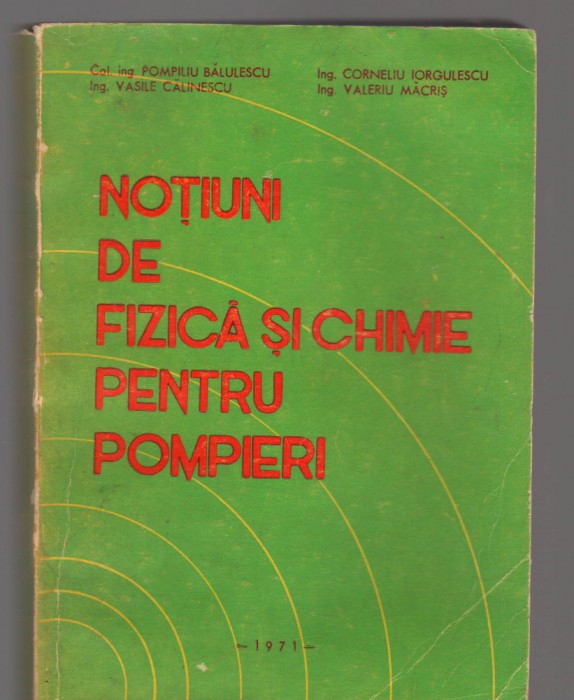 Col. ing. POMPILIU BĂLULESCU
Ing. VASILE CĂLINESCU
Ing. CORNELIU IORGULESCU
Ing. VALERIU MĂCRIȘ
NOȚIUNI
DE
FIZICĂ ȘI CHIMIE
PENTRU
POMPIERI
– 1971 –